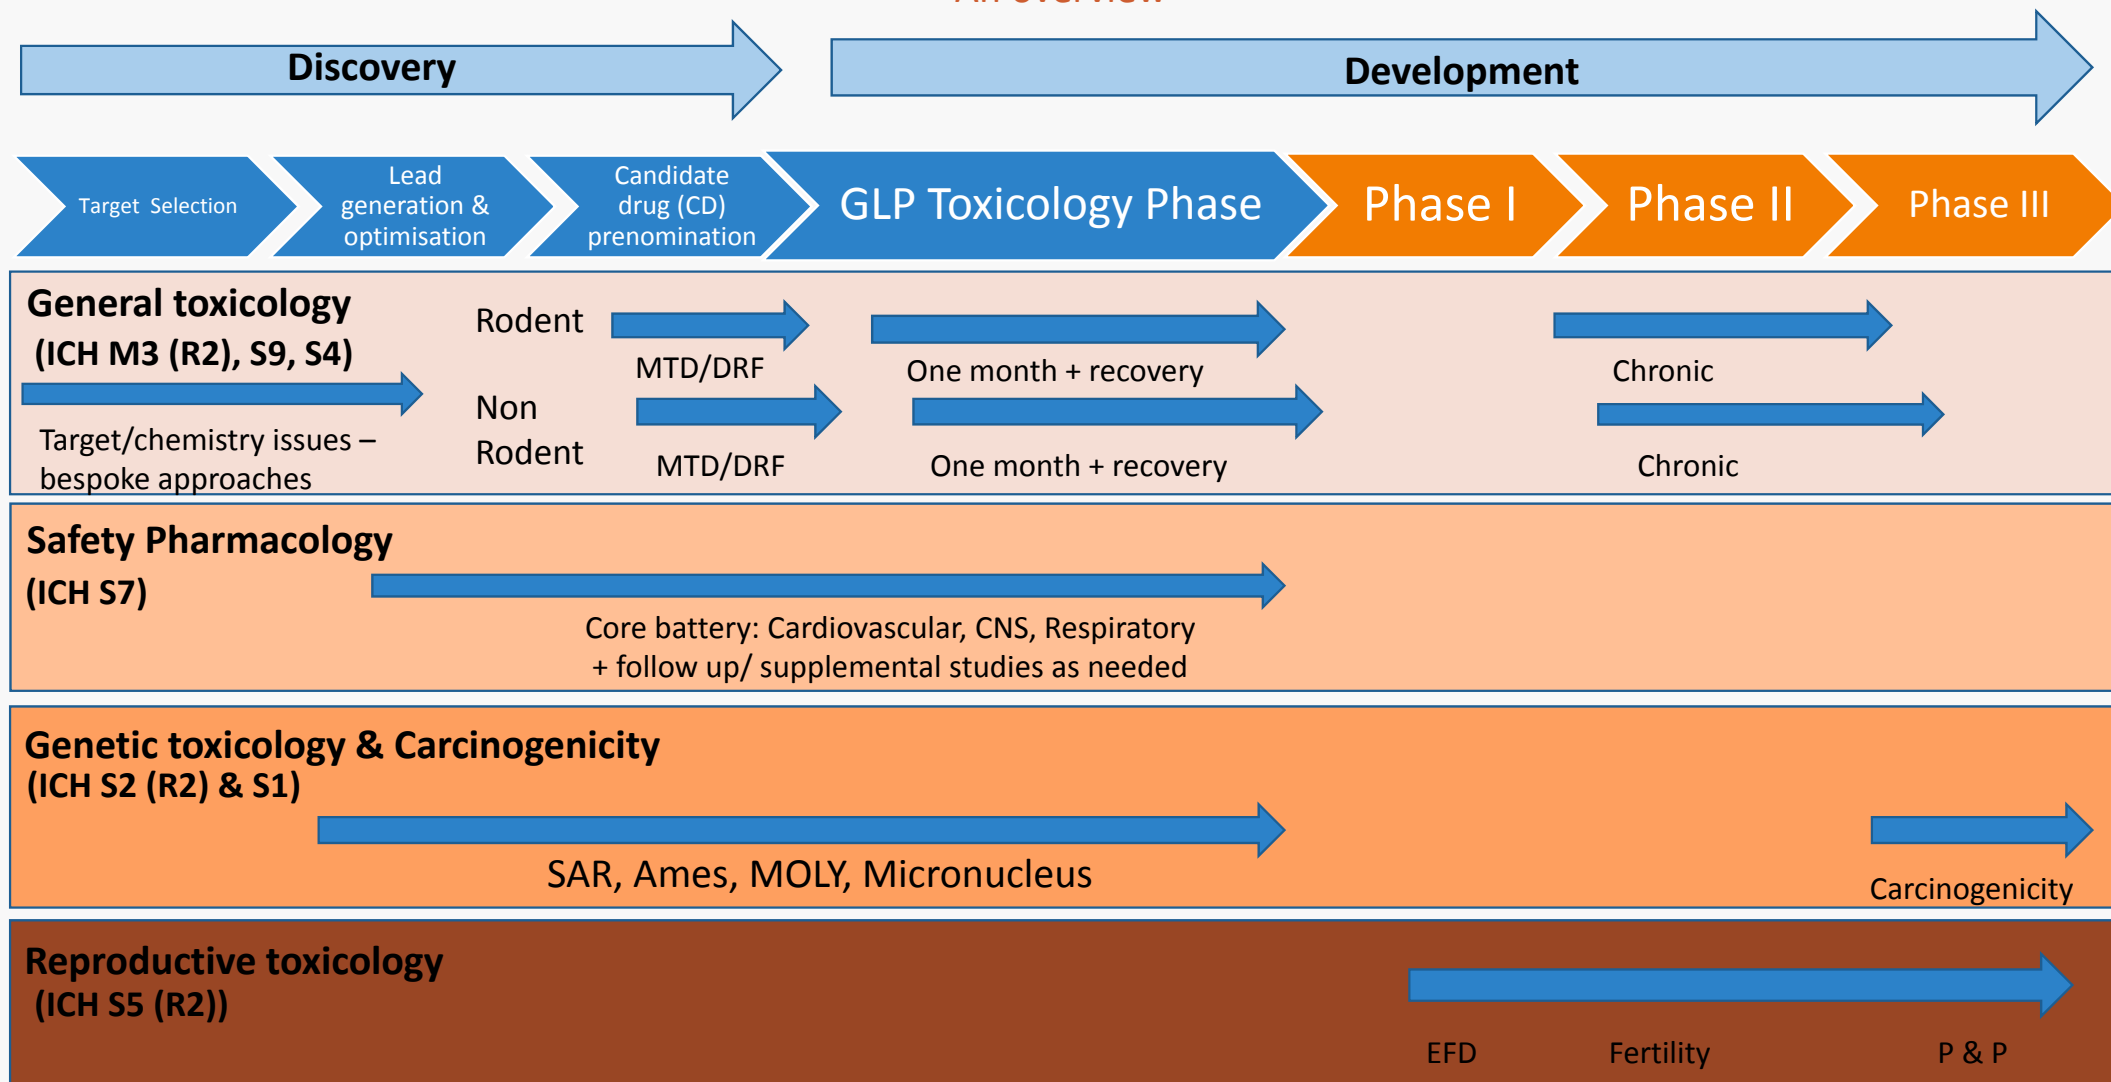 An overview
Discovery
Development
Target Selection
Lead
generation &
optimisation
Candidate
drug (CD)
prenomination
GLP Toxicology Phase
Phase I
Phase II
Phase III
General toxicology
(ICH M3 (R2), S9, S4)
Target/chemistry issues –
bespoke approaches
Rodent
MTD/DRF
One month + recovery
Chronic
Non
Rodent
MTD/DRF
One month + recovery
Chronic
Safety Pharmacology
(ICH S7)
Core battery: Cardiovascular, CNS, Respiratory
+ follow up/ supplemental studies as needed
Genetic toxicology & Carcinogenicity
(ICH S2 (R2) & S1)
SAR, Ames, MOLY, Micronucleus
Carcinogenicity
Reproductive toxicology
(ICH S5 (R2))
EFD
Fertility
P & P